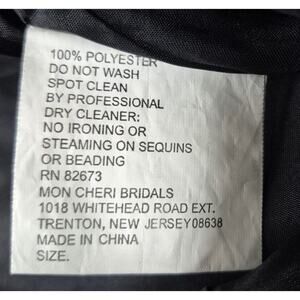 100% POLYESTER
DO NOT WASH
SPOT CLEAN
BY PROFESSIONAL
DRY CLEANER:
NO IRONING OR
STEAMING ON SEQUINS
OR BEADING
RN 82673
MON CHERI BRIDALS
1018 WHITEHEAD ROAD EXT.
TRENTON, NEW JERSEY08638
MADE IN CHINA
SIZE.